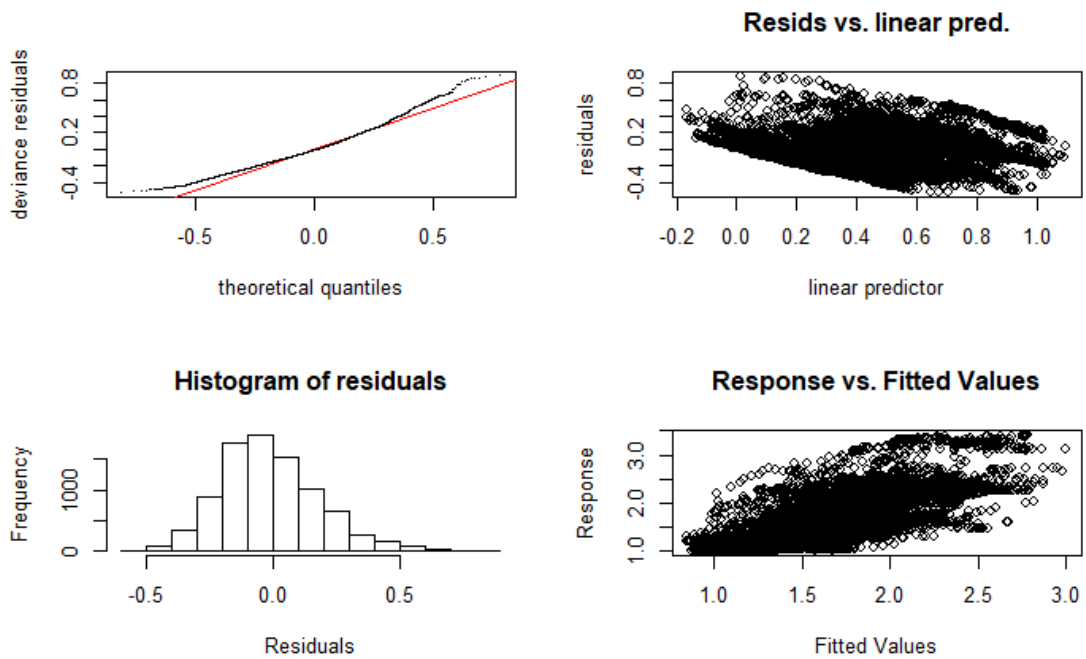 deviance residuals
0.8
0.2
-0.4
-0.5
0.0
0.5
theoretical quantiles
Resids vs. linear pred.
residuals
0.8
0.2
-0.4
-0.2
0.0
0.2
0.4
0.6
0.8
1.0
linear predictor
Histogram of residuals
Frequency
1000
0
-0.5
0.0
0.5
Residuals
Response vs. Fitted Values
Response
3.0
2.0
1.0
1.0
1.5
2.0
2.5
3.0
Fitted Values